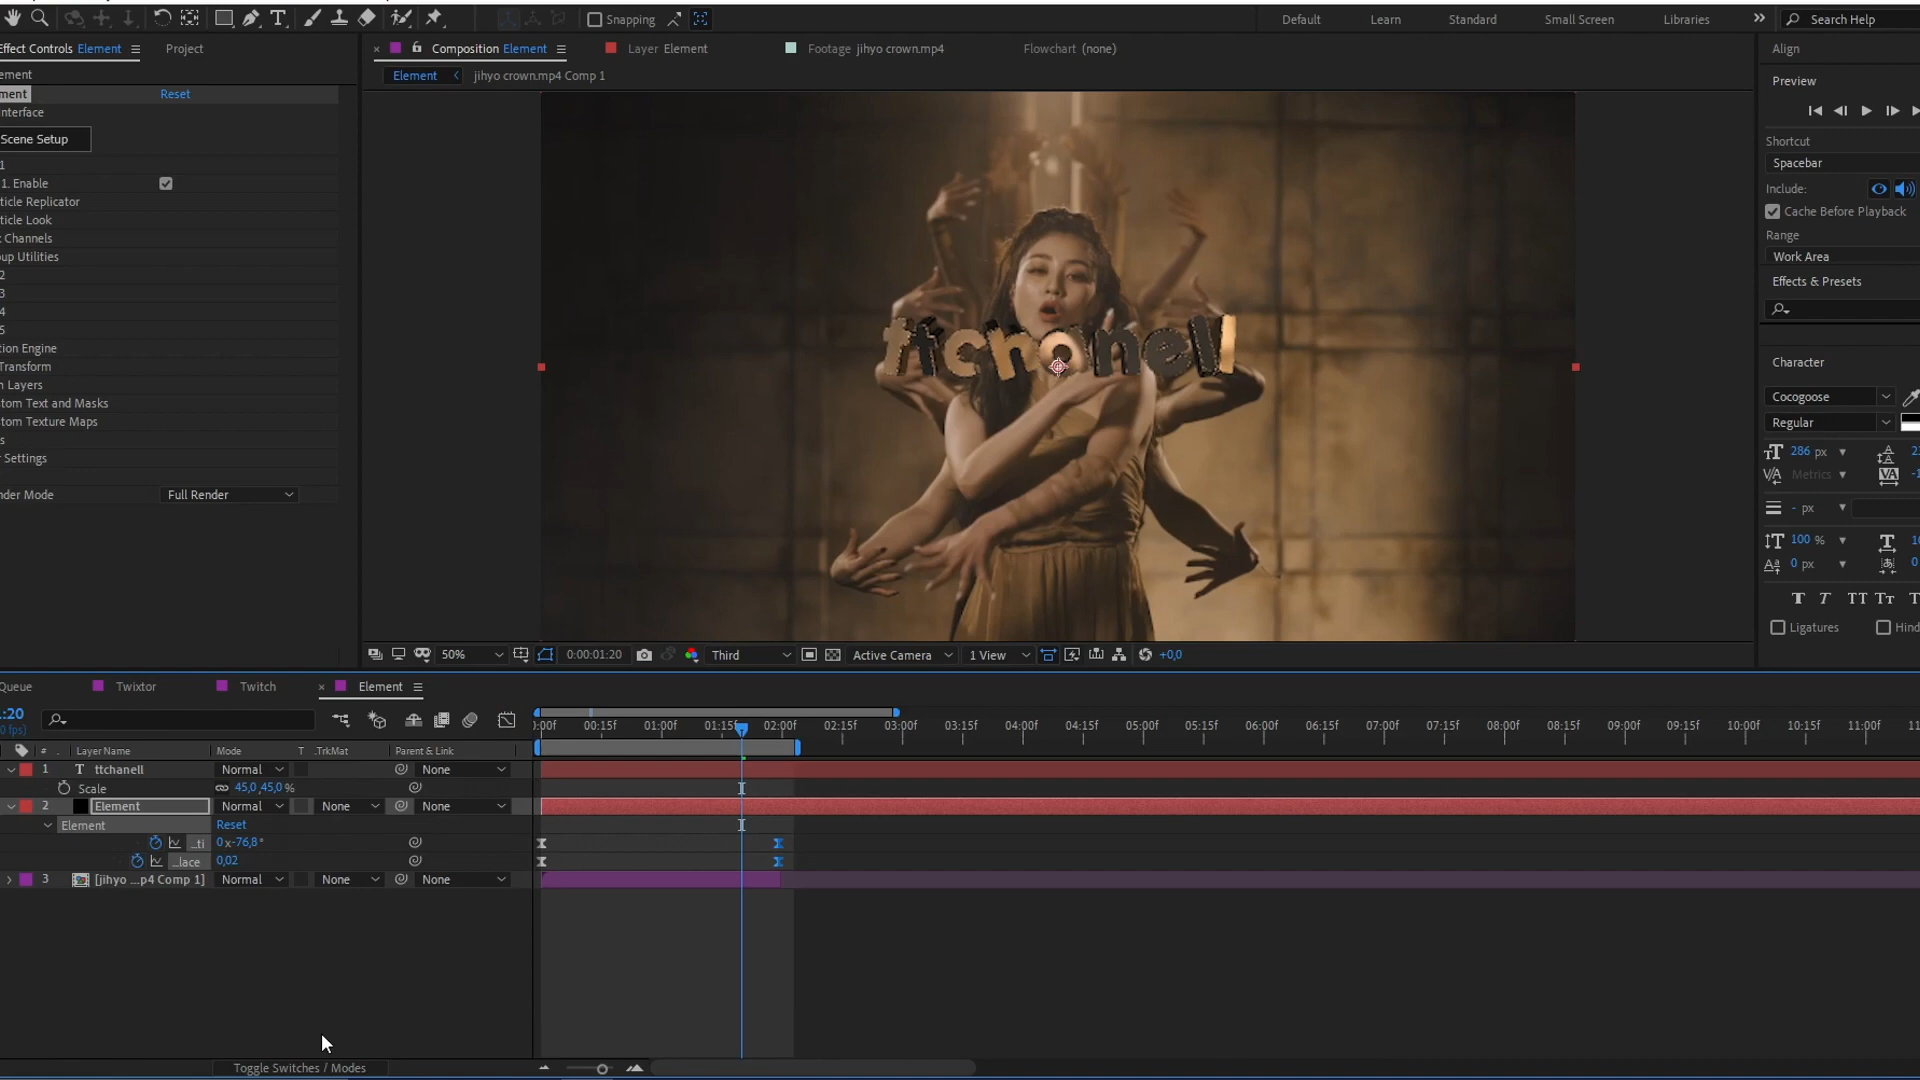 Snapping
Default
Learn
Standard
Small Screen
Libraries
Search Help
Effect Controls Element
Project
Composition Element
Layer Element
Footage jihyo crown.mp4
Flowchart (none)
Align
ement
Element
jihyo crown.mp4 Comp 1
ment
Reset
nterface
Scene Setup
1
1. Enable
ticle Replicator
ticle Look
Channels
oup Utilities
2
3
4
5
tion Engine
Transform
n Layers
tom Text and Masks
tom Texture Maps
s
r Settings
nder Mode
Full Render
ttchanell
Preview
Shortcut
Spacebar
Include:
Cache Before Playback
Range
Work Area
Effects & Presets
Character
Cocogoose
Regular
286 px
Metrics
- px
100 %
0 px
T T TT Tt
Ligatures
Hind
50%
0:00:01:20
Third
Active Camera
1 View
+0,0
Queue
Twixtor
Twitch
Element
:20
0 fps)
:00f
00:15f
01:00f
01:15f
02:00f
02:15f
03:00f
03:15f
04:00f
04:15f
05:00f
05:15f
06:00f
06:15f
07:00f
07:15f
08:00f
08:15f
09:00f
09:15f
10:00f
10:15f
11:00f
#
Layer Name
Mode
T
.TrkMat
Parent & Link
1
T
ttchanell
Normal
None
Scale
45,0,45,0 %
2
Element
Normal
None
None
Element
Reset
...ti
0x-76,8°
...lace
0,02
3
[jihyo ...p4 Comp 1]
Normal
None
None
Toggle Switches / Modes